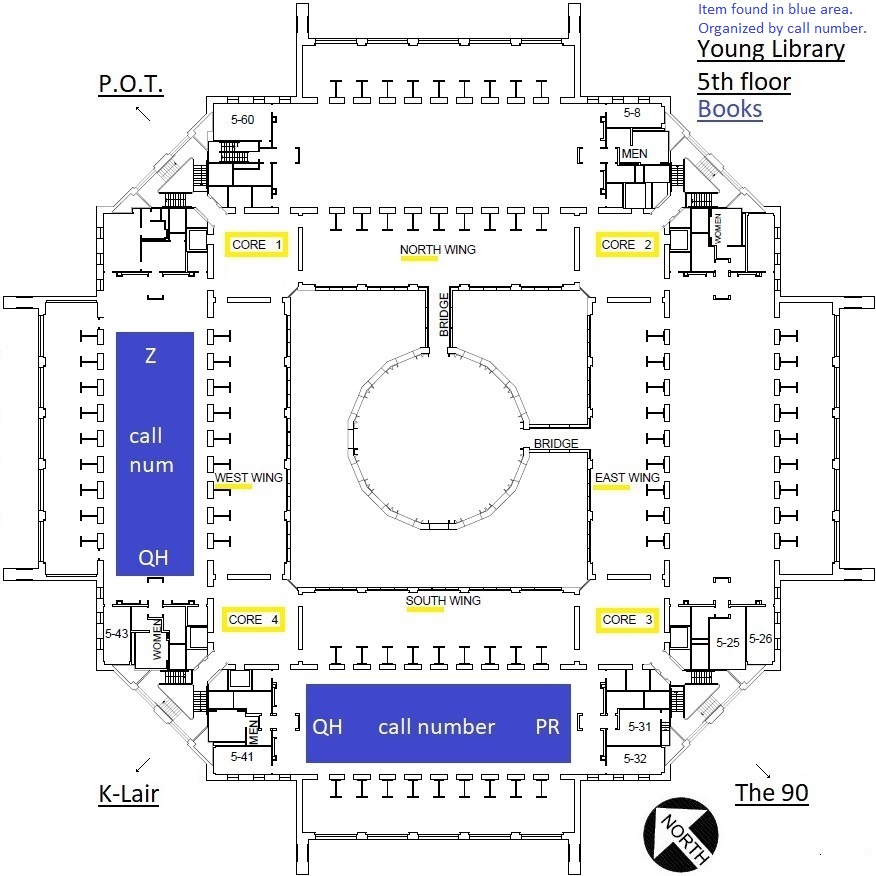 Item found in blue area.
Organized by call number.
Young Library
5th floor
Books
P.O.T.
5-60
5-8
MEN
WOMEN
CORE 1
NORTH WING
CORE 2
BRIDGE
Z
call
num
QH
BRIDGE
WEST WING
EAST WING
SOUTH WING
CORE 4
CORE 3
5-43
WOMEN
5-25
5-26
QH call number PR
MEN
5-31
5-41
5-32
K-Lair
The 90
NORTH